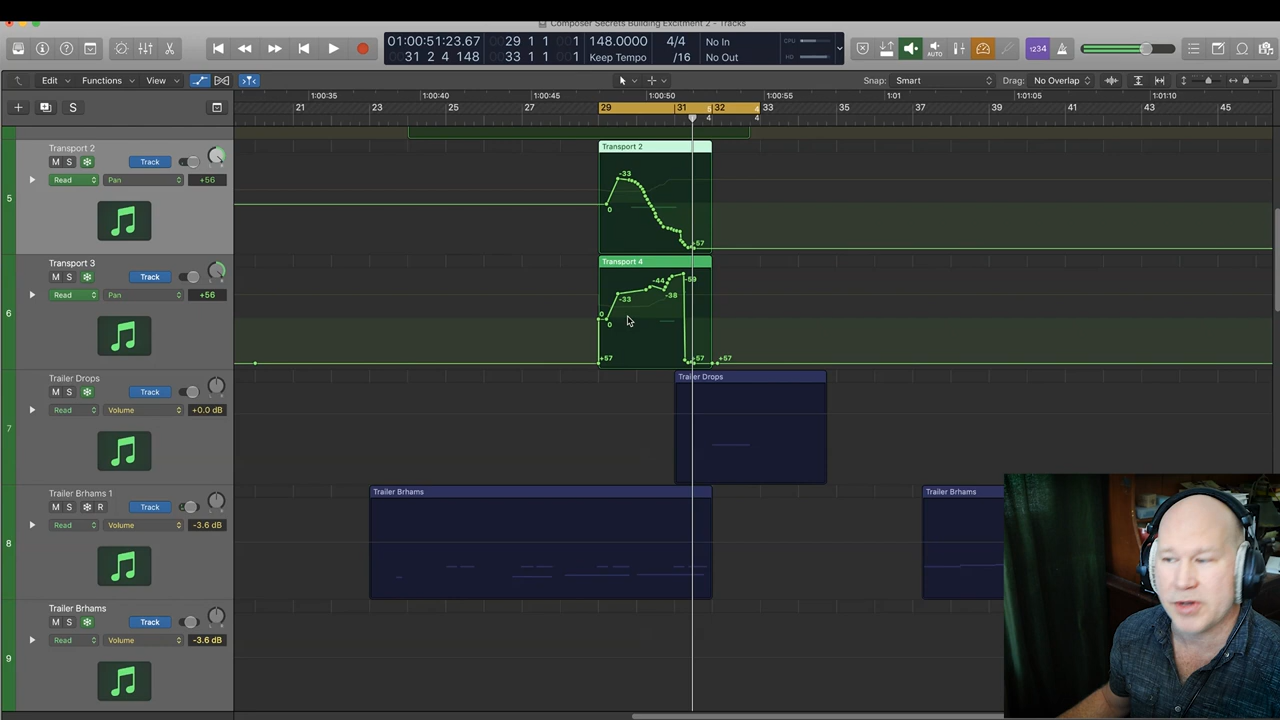 Composer Secrets Building Excitment 2 - Tracks
01:00:51:23.67 29 1 1 1 148.0000 4/4 No In CPU
31 2 4 148 33 1 1 1 Keep Tempo /16 No Out HD
1234
Edit Functions View Snap: Smart Drag: No Overlap
1:00:35 1:00:40 1:00:45 1:00:50 1:00:55 1:01 1:01:05 1:01:10
21 23 25 27 29 31 32 33 35 37 39 41 43 45
S
5
Transport 2
M S Track
Read Pan +56
Transport 2
-33
0
+57
6
Transport 3
M S Track
Read Pan +56
Transport 4
-44
-59
-33
-38
0
0
+57 +57 +57
7
Trailer Drops
M S Track
Read Volume +0.0 dB
Trailer Drops
8
Trailer Brhams 1
M S R Track
Read Volume -3.6 dB
Trailer Brhams
Trailer Brhams
9
Trailer Brhams
M S Track
Read Volume -3.6 dB